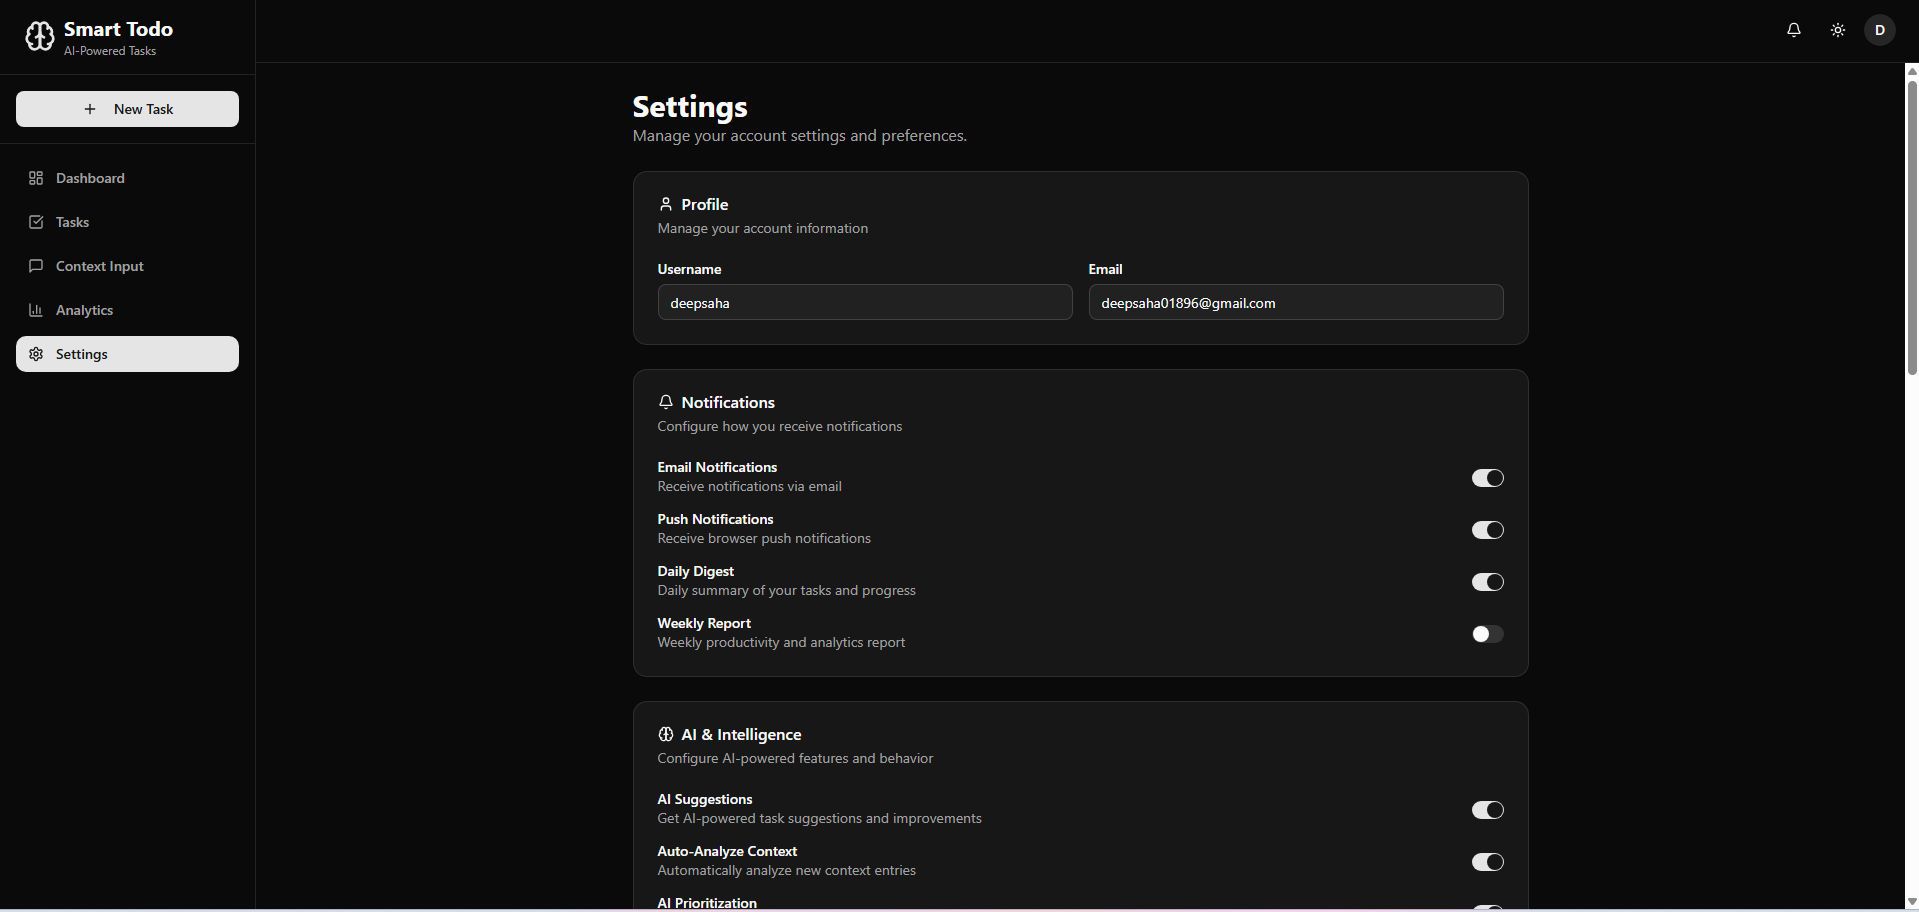 Smart Todo
AI-Powered Tasks
D
New Task
Dashboard
Tasks
Context Input
Analytics
Settings
Settings
Manage your account settings and preferences.
Profile
Manage your account information
Username
Email
deepsaha
deepsaha01896@gmail.com
Notifications
Configure how you receive notifications
Email Notifications
Receive notifications via email
Push Notifications
Receive browser push notifications
Daily Digest
Daily summary of your tasks and progress
Weekly Report
Weekly productivity and analytics report
AI & Intelligence
Configure AI-powered features and behavior
AI Suggestions
Get AI-powered task suggestions and improvements
Auto-Analyze Context
Automatically analyze new context entries
AI Prioritization